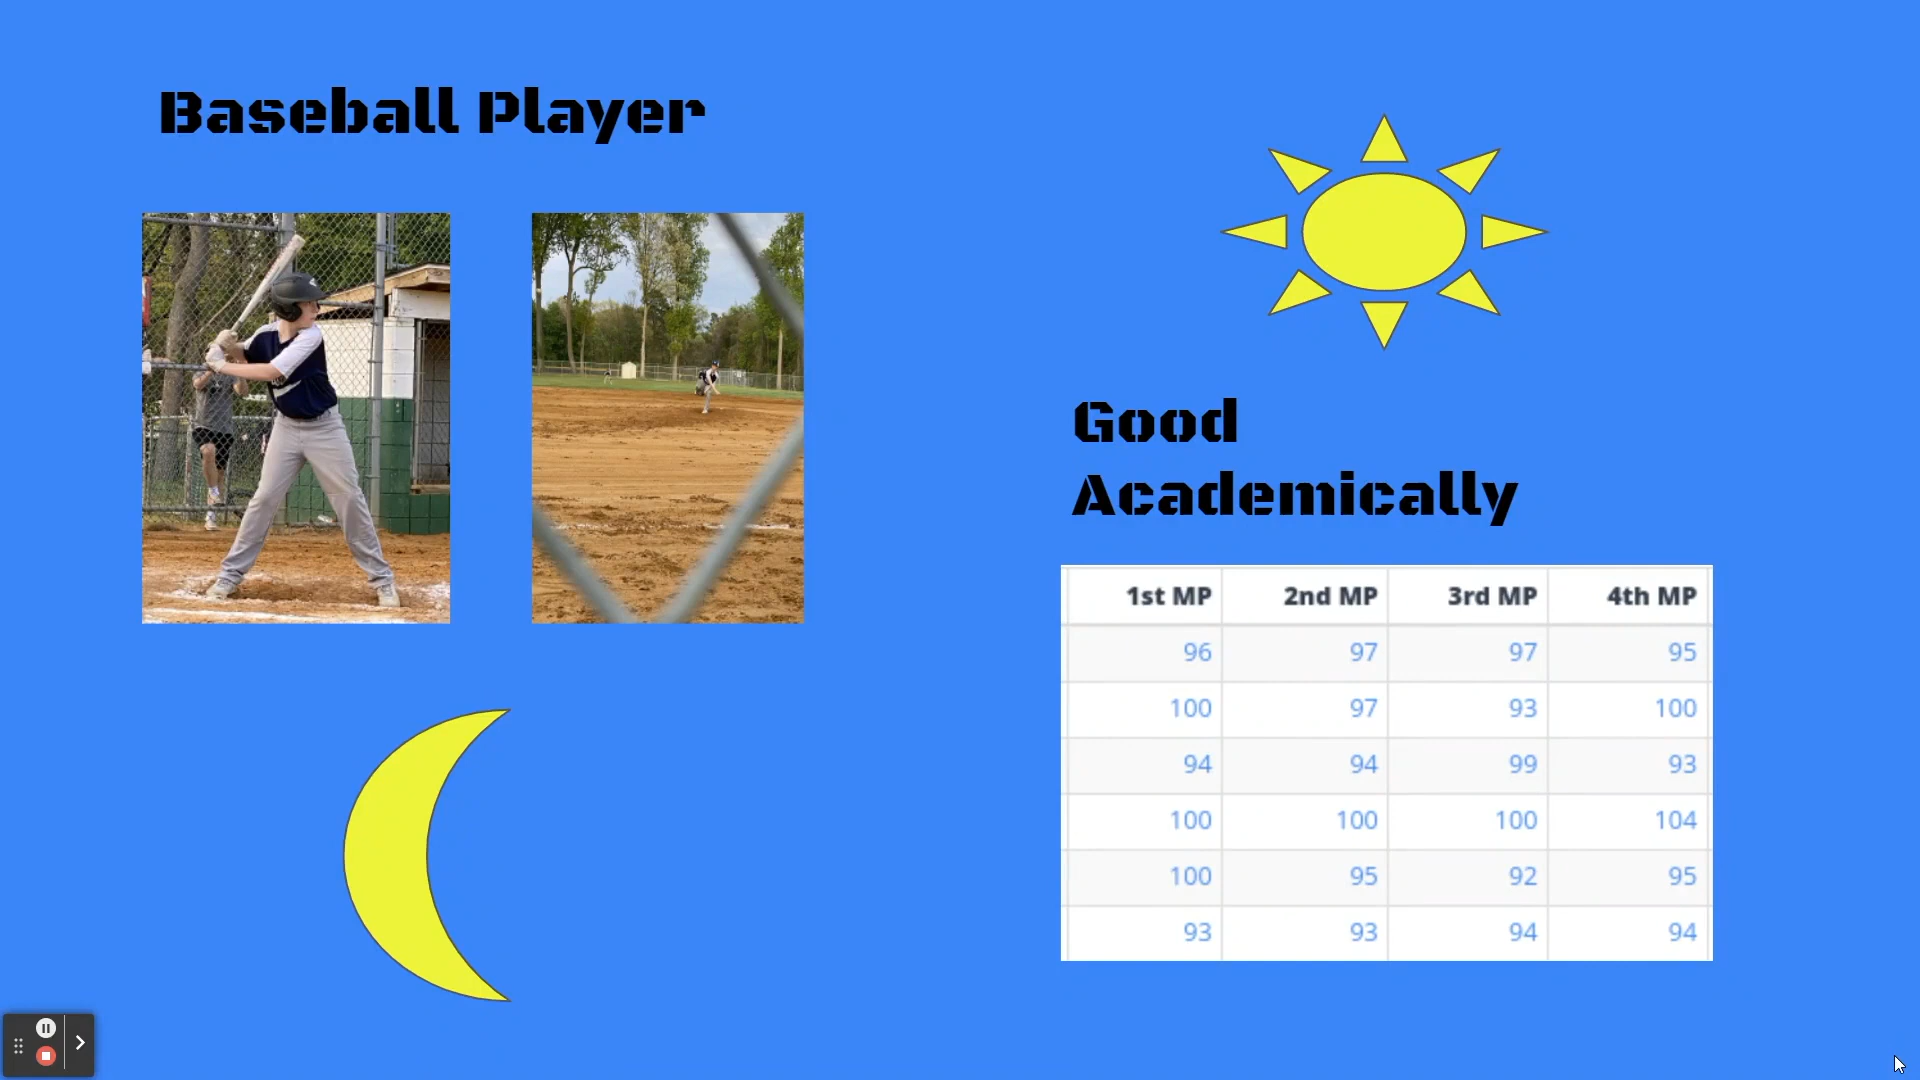 Baseball Player
Good
Academically
1st MP 2nd MP 3rd MP 4th MP
96 97 97 95
100 97 93 100
94 94 99 93
100 100 100 104
100 95 92 95
93 93 94 94